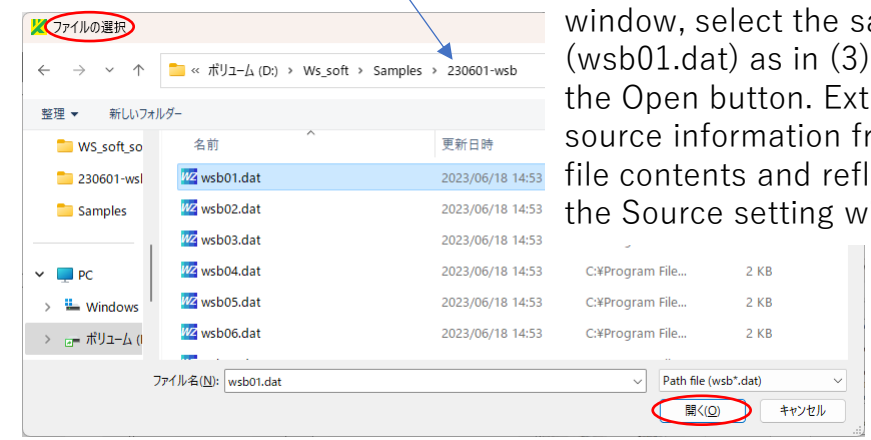 ファイルの選択
window, select the sa
(wsb01.dat) as in (3)
the Open button. Ext
source information fr
file contents and refl
the Source setting w
« ボリューム (D:) › Ws_soft › Samples › 230601-wsb
整理 新しいフォルダー
WS_soft_so
230601-wsl
Samples
PC
Windows
ボリューム (
名前 更新日時
wsb01.dat 2023/06/18 14:53
wsb02.dat 2023/06/18 14:53
wsb03.dat 2023/06/18 14:53
wsb04.dat 2023/06/18 14:53 C:¥Program File... 2 KB
wsb05.dat 2023/06/18 14:53 C:¥Program File... 2 KB
wsb06.dat 2023/06/18 14:53 C:¥Program File... 2 KB
ファイル名(N): wsb01.dat Path file (wsb*.dat)
開く(O) キャンセル